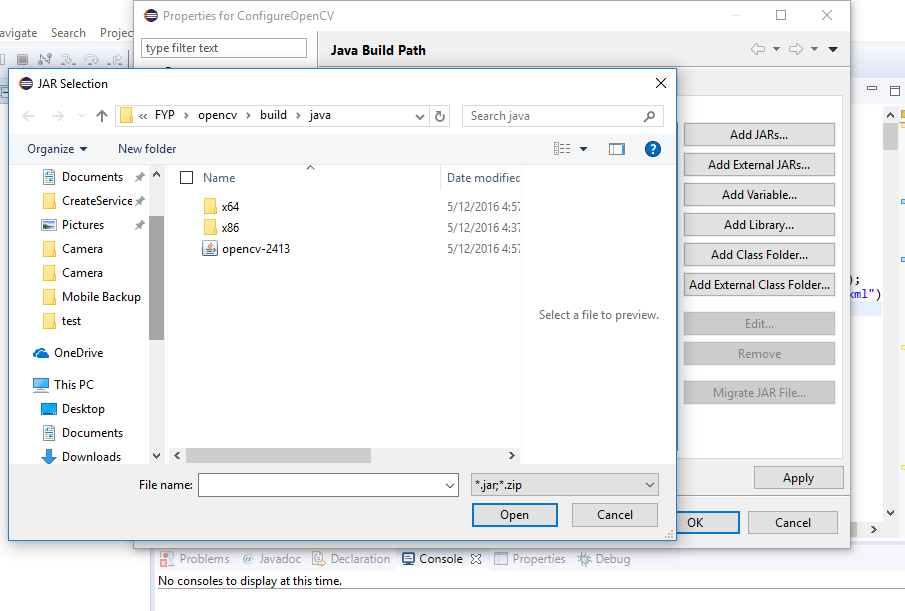 Properties for ConfigureOpenCV
avigate Search Projec
type filter text
Java Build Path
JAR Selection
« FYP > opencv > build > java
Search java
Organize
New folder
Name
Date modified
Documents
CreateService
Pictures
Camera
Camera
Mobile Backup
test
OneDrive
This PC
Desktop
Documents
Downloads
x64 5/12/2016 4:57
x86 5/12/2016 4:37
opencv-2413 5/12/2016 4:57
Select a file to preview.
File name:
*.jar;*.zip
Open
Cancel
Add JARs...
Add External JARs...
Add Variable...
Add Library...
Add Class Folder...
Add External Class Folder...
Edit...
Remove
Migrate JAR File...
);
xml")
Apply
OK
Cancel
Problems @ Javadoc Declaration Console Properties Debug
No consoles to display at this time.